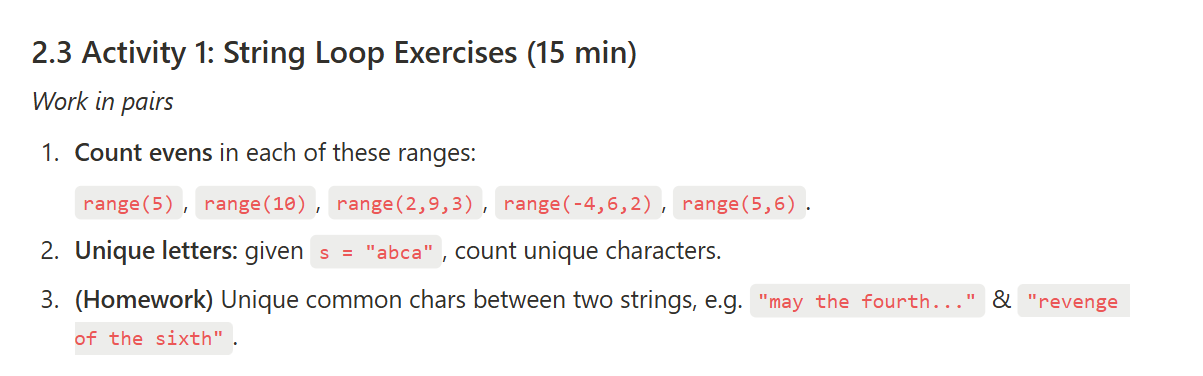 2.3 Activity 1: String Loop Exercises (15 min)
Work in pairs
1. Count evens in each of these ranges:
range(5) , range(10) , range(2,9,3) , range(-4,6,2) , range(5,6) .
2. Unique letters: given s = "abca" , count unique characters.
3. (Homework) Unique common chars between two strings, e.g. "may the fourth..." & "revenge
of the sixth" .